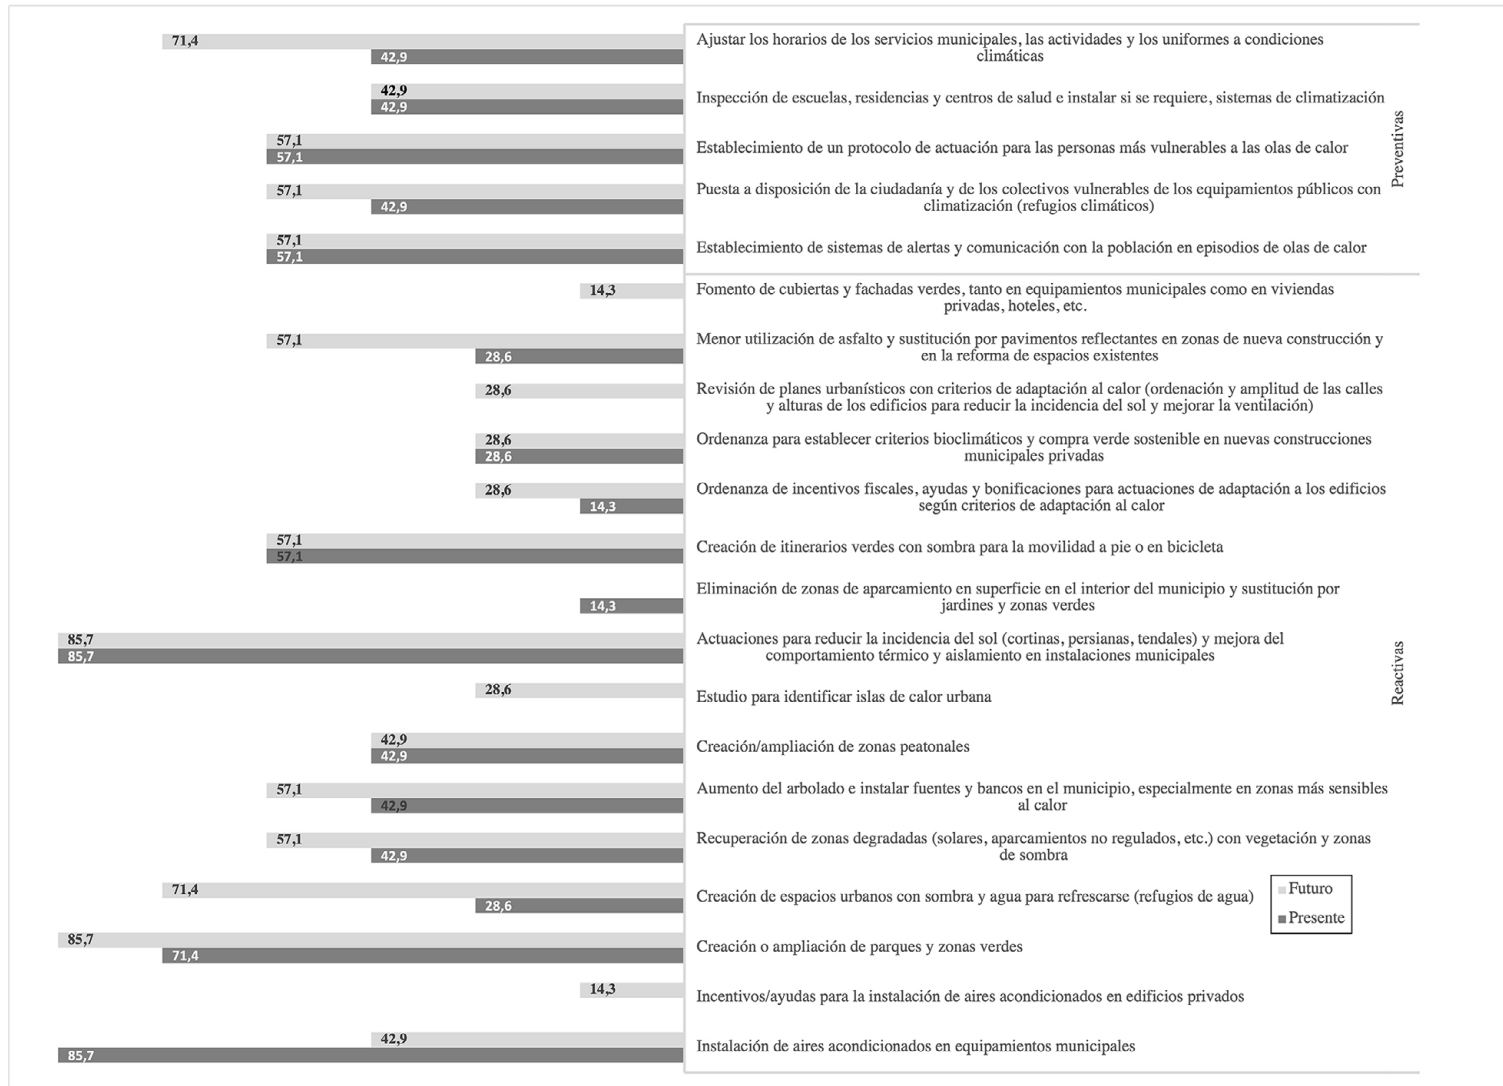 71,4
42,9
Ajustar los horarios de los servicios municipales, las actividades y los uniformes a condiciones
climáticas
42,9
42,9
Inspección de escuelas, residencias y centros de salud e instalar si se requiere, sistemas de climatización
57,1
57,1
Establecimiento de un protocolo de actuación para las personas más vulnerables a las olas de calor
57,1
42,9
Puesta a disposición de la ciudadanía y de los colectivos vulnerables de los equipamientos públicos con
climatización (refugios climáticos)
57,1
57,1
Establecimiento de sistemas de alertas y comunicación con la población en episodios de olas de calor
Preventivas
14,3
Fomento de cubiertas y fachadas verdes, tanto en equipamientos municipales como en viviendas
privadas, hoteles, etc.
57,1
28,6
Menor utilización de asfalto y sustitución por pavimentos reflectantes en zonas de nueva construcción y
en la reforma de espacios existentes
28,6
Revisión de planes urbanísticos con criterios de adaptación al calor (ordenación y amplitud de las calles
y alturas de los edificios para reducir la incidencia del sol y mejorar la ventilación)
28,6
28,6
Ordenanza para establecer criterios bioclimáticos y compra verde sostenible en nuevas construcciones
municipales privadas
28,6
14,3
Ordenanza de incentivos fiscales, ayudas y bonificaciones para actuaciones de adaptación a los edificios
según criterios de adaptación al calor
57,1
57,1
Creación de itinerarios verdes con sombra para la movilidad a pie o en bicicleta
14,3
Eliminación de zonas de aparcamiento en superficie en el interior del municipio y sustitución por
jardines y zonas verdes
85,7
85,7
Actuaciones para reducir la incidencia del sol (cortinas, persianas, tendales) y mejora del
comportamiento térmico y aislamiento en instalaciones municipales
28,6
Estudio para identificar islas de calor urbana
42,9
42,9
Creación/ampliación de zonas peatonales
57,1
42,9
Aumento del arbolado e instalar fuentes y bancos en el municipio, especialmente en zonas más sensibles
al calor
57,1
42,9
Recuperación de zonas degradadas (solares, aparcamientos no regulados, etc.) con vegetación y zonas
de sombra
71,4
28,6
Creación de espacios urbanos con sombra y agua para refrescarse (refugios de agua)
85,7
71,4
Creación o ampliación de parques y zonas verdes
14,3
Incentivos/ayudas para la instalación de aires acondicionados en edificios privados
42,9
85,7
Instalación de aires acondicionados en equipamientos municipales
Reactivas
Futuro
Presente